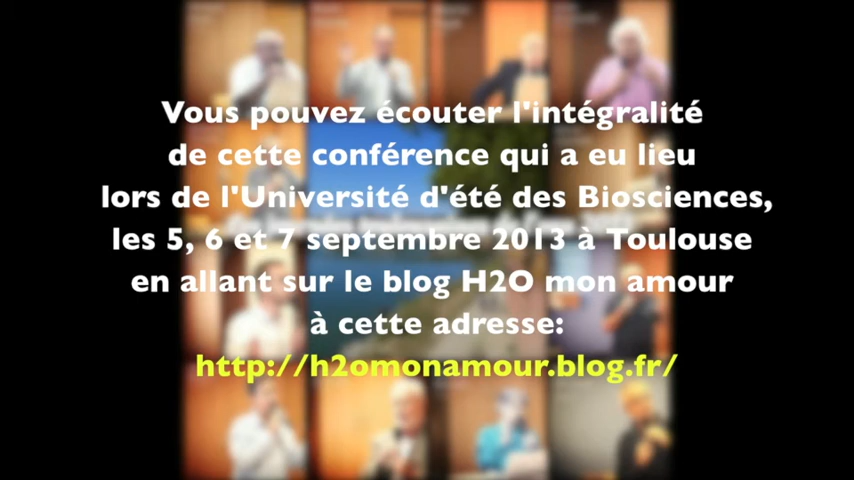 Vous pouvez écouter l'intégralité
de cette conférence qui a eu lieu
lors de l'Université d'été des Biosciences,
les 5, 6 et 7 septembre 2013 à Toulouse
en allant sur le blog H2O mon amour
à cette adresse:
http://h2omonamour.blog.fr/